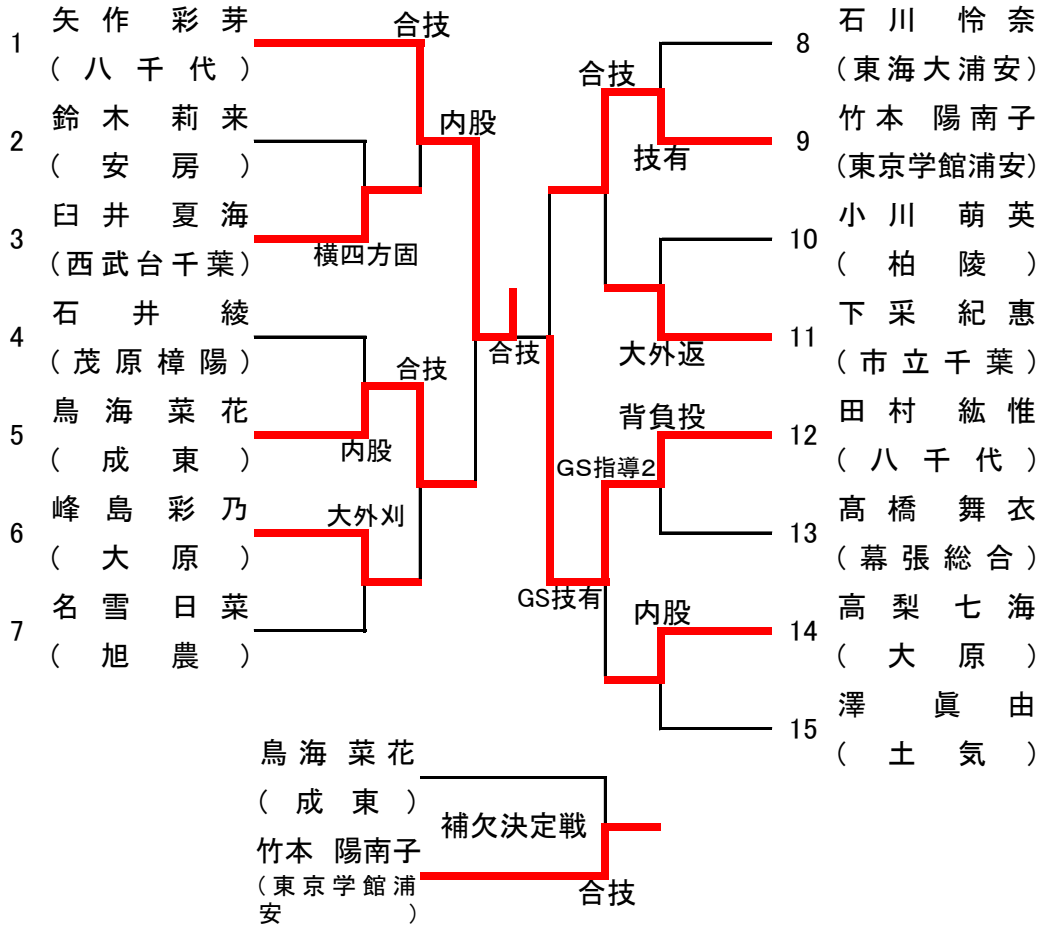 1
矢作 彩芽
(八千代)
2
鈴木 莉来
(安房)
3
臼井 夏海
(西武台千葉)
4
石井 綾
(茂原樟陽)
5
鳥海 菜花
(成東)
6
峰島 彩乃
(大原)
7
名雪 日菜
(旭農)
合技
内股
横四方固
合技
内股
大外刈
合技
合技
技有
大外返
背負投
GS指導2
GS技有
内股
8
石川 怜奈
(東海大浦安)
9
竹本 陽南子
(東京学館浦安)
10
小川 萌英
(柏陵)
11
下采 紀惠
(市立千葉)
12
田村 紘惟
(八千代)
13
髙橋 舞衣
(幕張総合)
14
高梨 七海
(大原)
15
澤 眞由
(土気)
鳥海 菜花
(成東)
補欠決定戦
竹本 陽南子
(東京学館浦
安)
合技